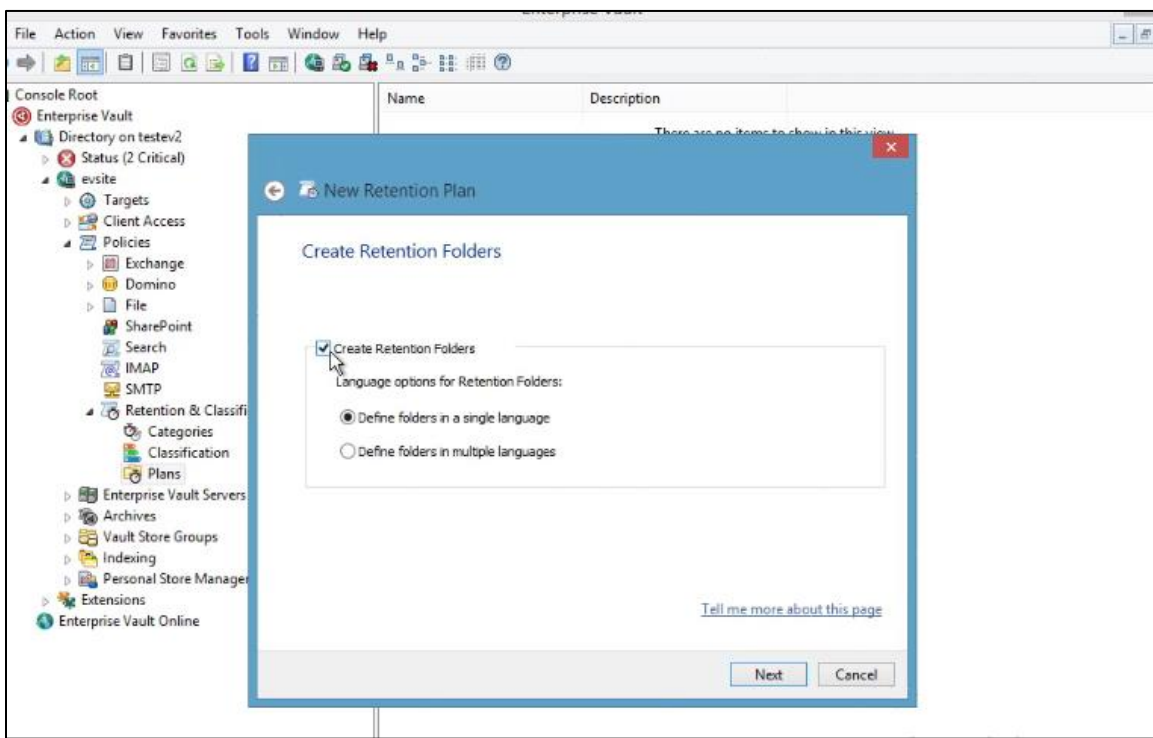 Enterprise Vault
File Action View Favorites Tools Window Help
Console Root
Enterprise Vault
Directory on testev2
Status (2 Critical)
evsite
Targets
Client Access
Policies
Exchange
Domino
File
SharePoint
Search
IMAP
SMTP
Retention & Classifi
Categories
Classification
Plans
Enterprise Vault Servers
Archives
Vault Store Groups
Indexing
Personal Store Manager
Extensions
Enterprise Vault Online
Name Description
There are no items to show in this view.
New Retention Plan
Create Retention Folders
Create Retention Folders
Language options for Retention Folders:
Define folders in a single language
Define folders in multiple languages
Tell me more about this page
Next Cancel